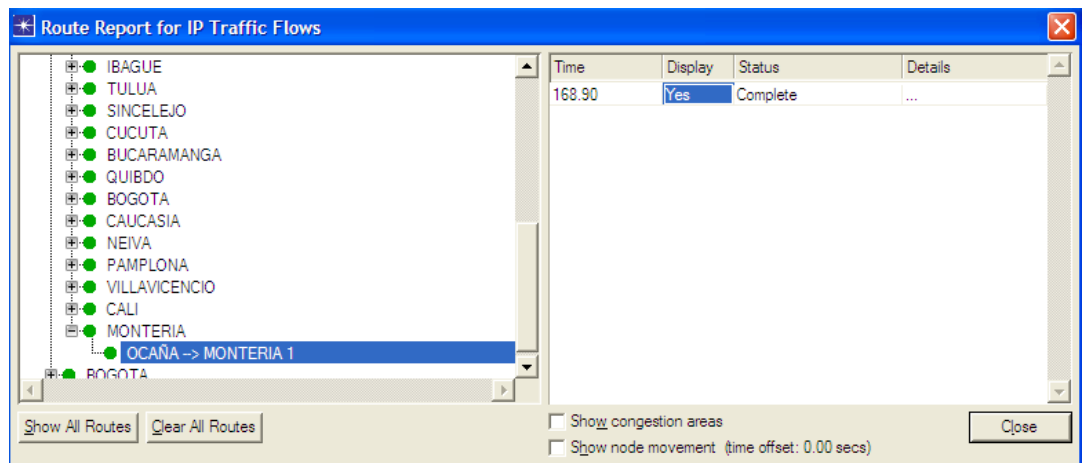 Route Report for IP Traffic Flows
IBAGUE
TULUA
SINCELEJO
CUCUTA
BUCARAMANGA
QUIBDO
BOGOTA
CAUCASIA
NEIVA
PAMPLONA
VILLAVICENCIO
CALI
MONTERIA
OCAÑA --> MONTERIA 1
BOGOTA
Time Display Status Details
168.90 Yes Complete ...
Show All Routes Clear All Routes
Show congestion areas
Show node movement (time offset: 0.00 secs)
Close